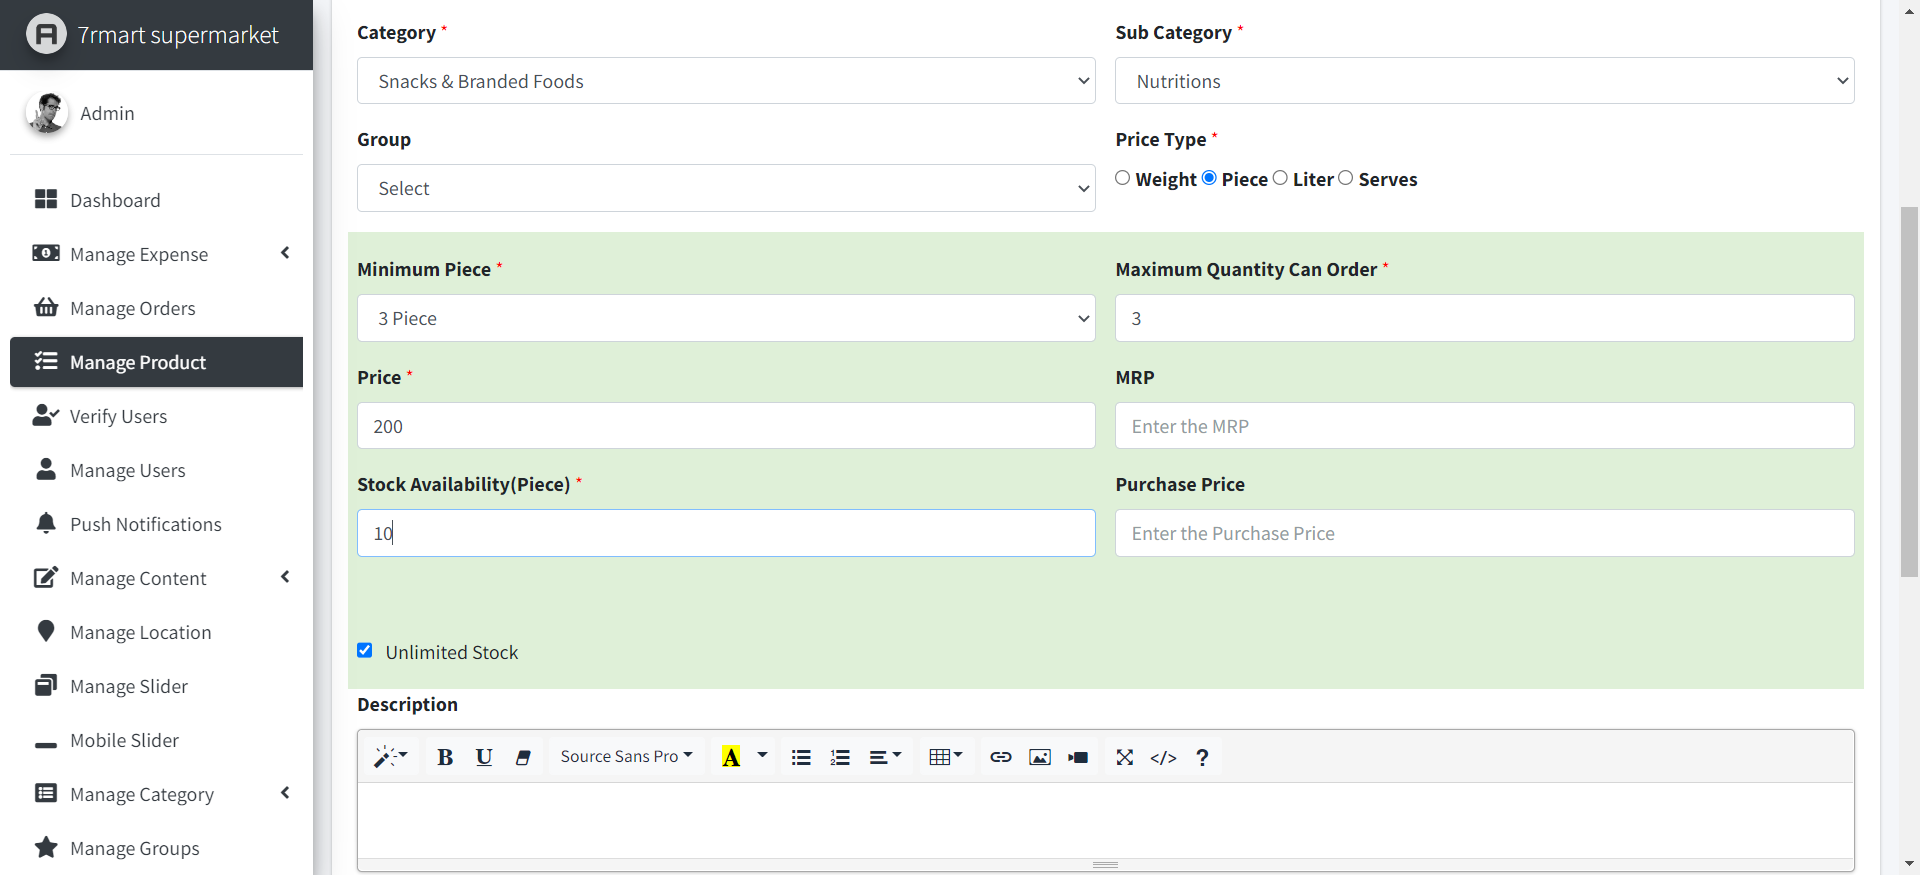 7rmart supermarket
Admin
Dashboard
Manage Expense
Manage Orders
Manage Product
Verify Users
Manage Users
Push Notifications
Manage Content
Manage Location
Manage Slider
Mobile Slider
Manage Category
Manage Groups
Category *
Sub Category *
Snacks & Branded Foods
Nutritions
Group
Price Type *
Select
Weight Piece Liter Serves
Minimum Piece *
Maximum Quantity Can Order *
3 Piece
3
Price *
MRP
200
Enter the MRP
Stock Availability(Piece) *
Purchase Price
10
Enter the Purchase Price
Unlimited Stock
Description
B U Source Sans Pro A </> ?